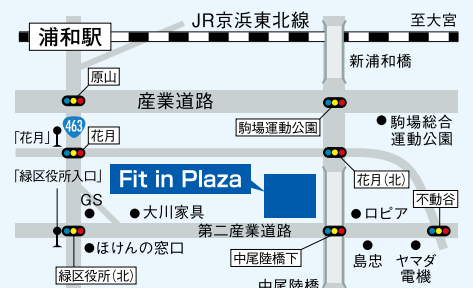 JR京浜東北線
至大宮
浦和駅
新浦和橋
原山
産業道路
463
駒場運動公園
駒場総合
運動公園
「花月」
花月
「緑区役所入口」
Fit in Plaza
花月(北)
不動谷
GS
大川家具
ロピア
第二産業道路
ほけんの窓口
中尾陸橋下
島忠
ヤマダ
電機
緑区役所(北)
中尾陸橋